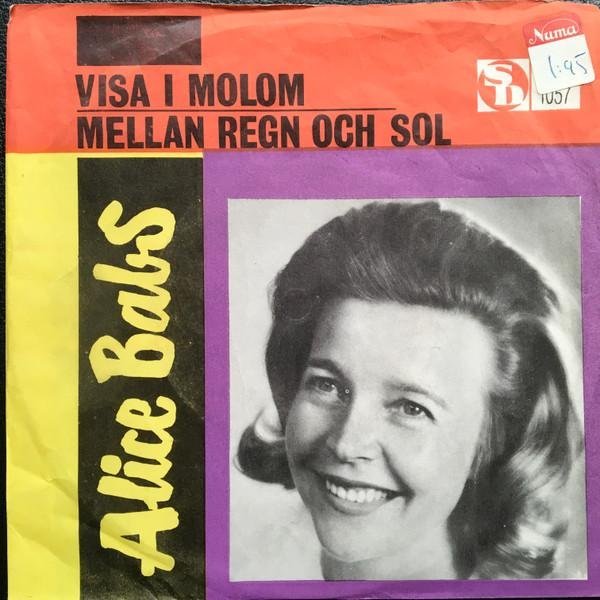 Nama
1:95
VISA I MOLOM
SD
1057
MELLAN REGN OCH SOL
Alice Babs